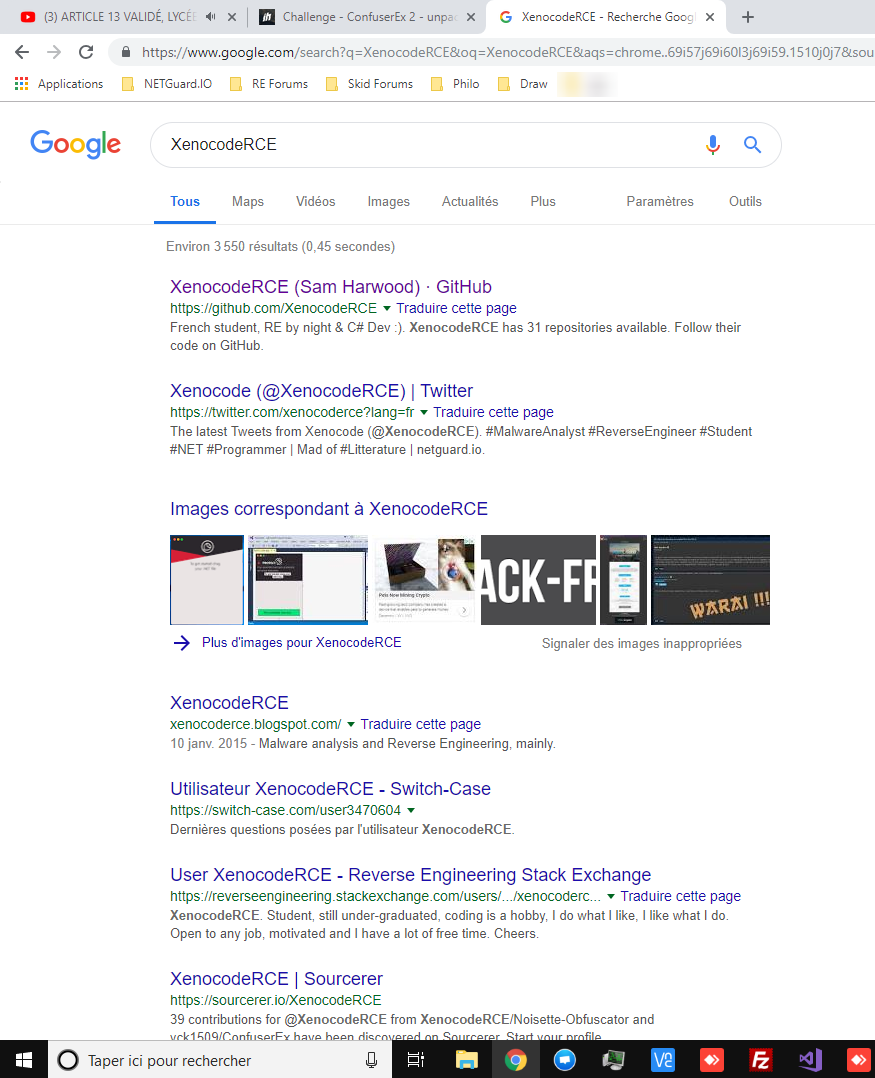 (3) ARTICLE 13 VALIDÉ, LYCÉE
Challenge - ConfuserEx 2 - unpac
XenocodeRCE - Recherche Googl
https://www.google.com/search?q=XenocodeRCE&oq=XenocodeRCE&aqs=chrome..69i57j69i60l3j69i59.1510j0j7&sou
Applications NETGuard.IO RE Forums Skid Forums Philo Draw
Google
XenocodeRCE
Tous Maps Vidéos Images Actualités Plus Paramètres Outils
Environ 3 550 résultats (0,45 secondes)
XenocodeRCE (Sam Harwood) · GitHub
https://github.com/XenocodeRCE Traduire cette page
French student, RE by night & C# Dev :). XenocodeRCE has 31 repositories available. Follow their
code on GitHub.
Xenocode (@XenocodeRCE) | Twitter
https://twitter.com/xenocoderce?lang=fr Traduire cette page
The latest Tweets from Xenocode (@XenocodeRCE). #MalwareAnalyst #ReverseEngineer #Student
#NET #Programmer | Mad of #Litterature | netguard.io.
Images correspondant à XenocodeRCE
Pets Now Mining Crypto
ACK-FR
WARAI !!!
Plus d'images pour XenocodeRCE
Signaler des images inappropriées
XenocodeRCE
xenocoderce.blogspot.com/ Traduire cette page
10 janv. 2015 - Malware analysis and Reverse Engineering, mainly.
Utilisateur XenocodeRCE - Switch-Case
https://switch-case.com/user3470604
Dernières questions posées par l'utilisateur XenocodeRCE.
User XenocodeRCE - Reverse Engineering Stack Exchange
https://reverseengineering.stackexchange.com/users/.../xenocoderc... Traduire cette page
XenocodeRCE. Student, still under-graduated, coding is a hobby, I do what I like, I like what I do.
Open to any job, motivated and I have a lot of free time. Cheers.
XenocodeRCE | Sourcerer
https://sourcerer.io/XenocodeRCE
39 contributions for @XenocodeRCE from XenocodeRCE/Noisette-Obfuscator and
yck1509/ConfuserEx have been discovered on Sourcerer. Start your profile
Taper ici pour rechercher